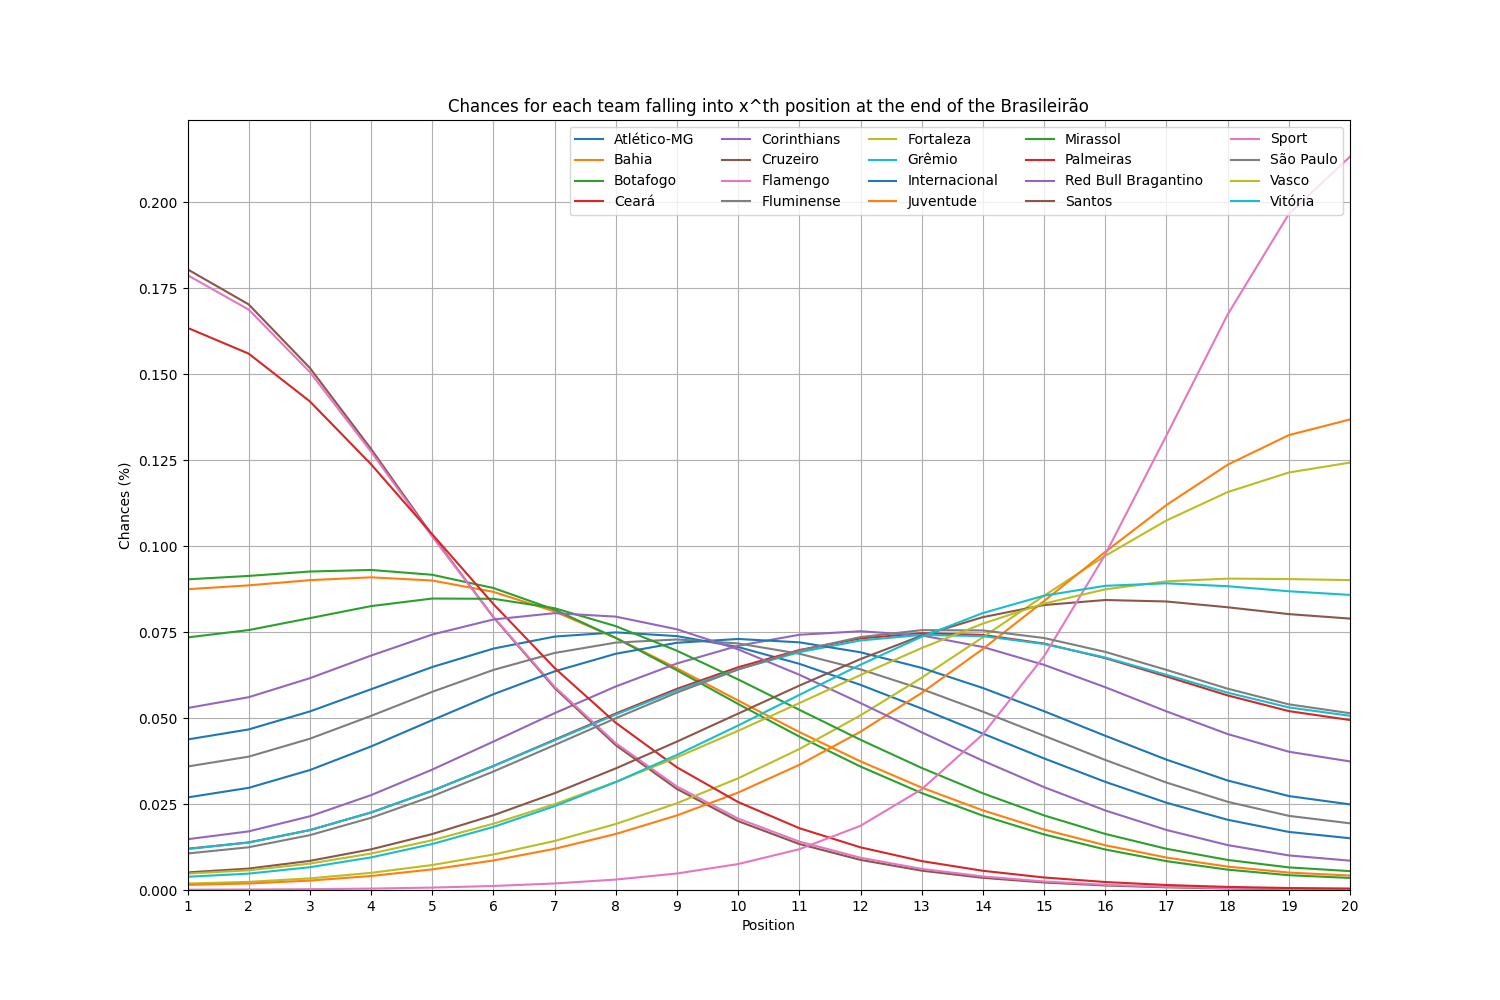 Chances for each team falling into x^th position at the end of the Brasileirão
Atlético-MG
Bahia
Botafogo
Ceará
Corinthians
Cruzeiro
Flamengo
Fluminense
Fortaleza
Grêmio
Internacional
Juventude
Mirassol
Palmeiras
Red Bull Bragantino
Santos
Sport
São Paulo
Vasco
Vitória
Chances (%)
0.200
0.175
0.150
0.125
0.100
0.075
0.050
0.025
0.000
1 2 3 4 5 6 7 8 9 10 11 12 13 14 15 16 17 18 19 20
Position